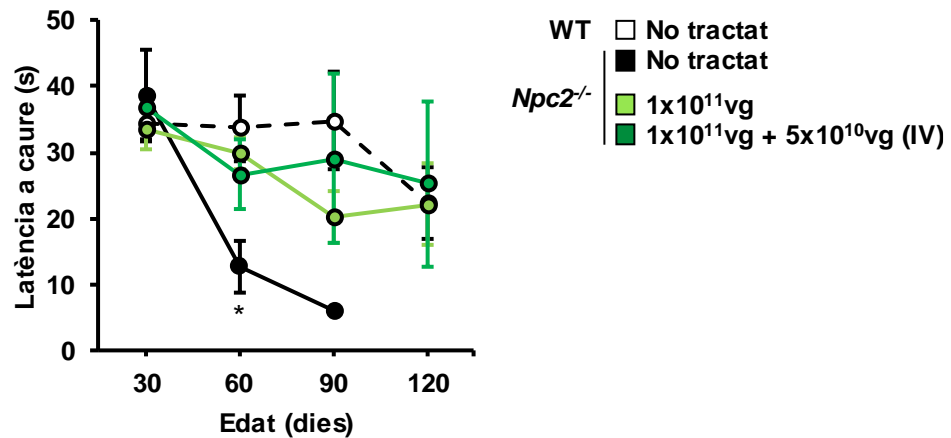 50
40
30
20
10
0
Latència a caure (s)
*
30 60 90 120
Edat (dies)
WT No tractat
No tractat
Npc2-/-
1x10¹¹vg
1x10¹¹vg + 5x10¹⁰vg (IV)